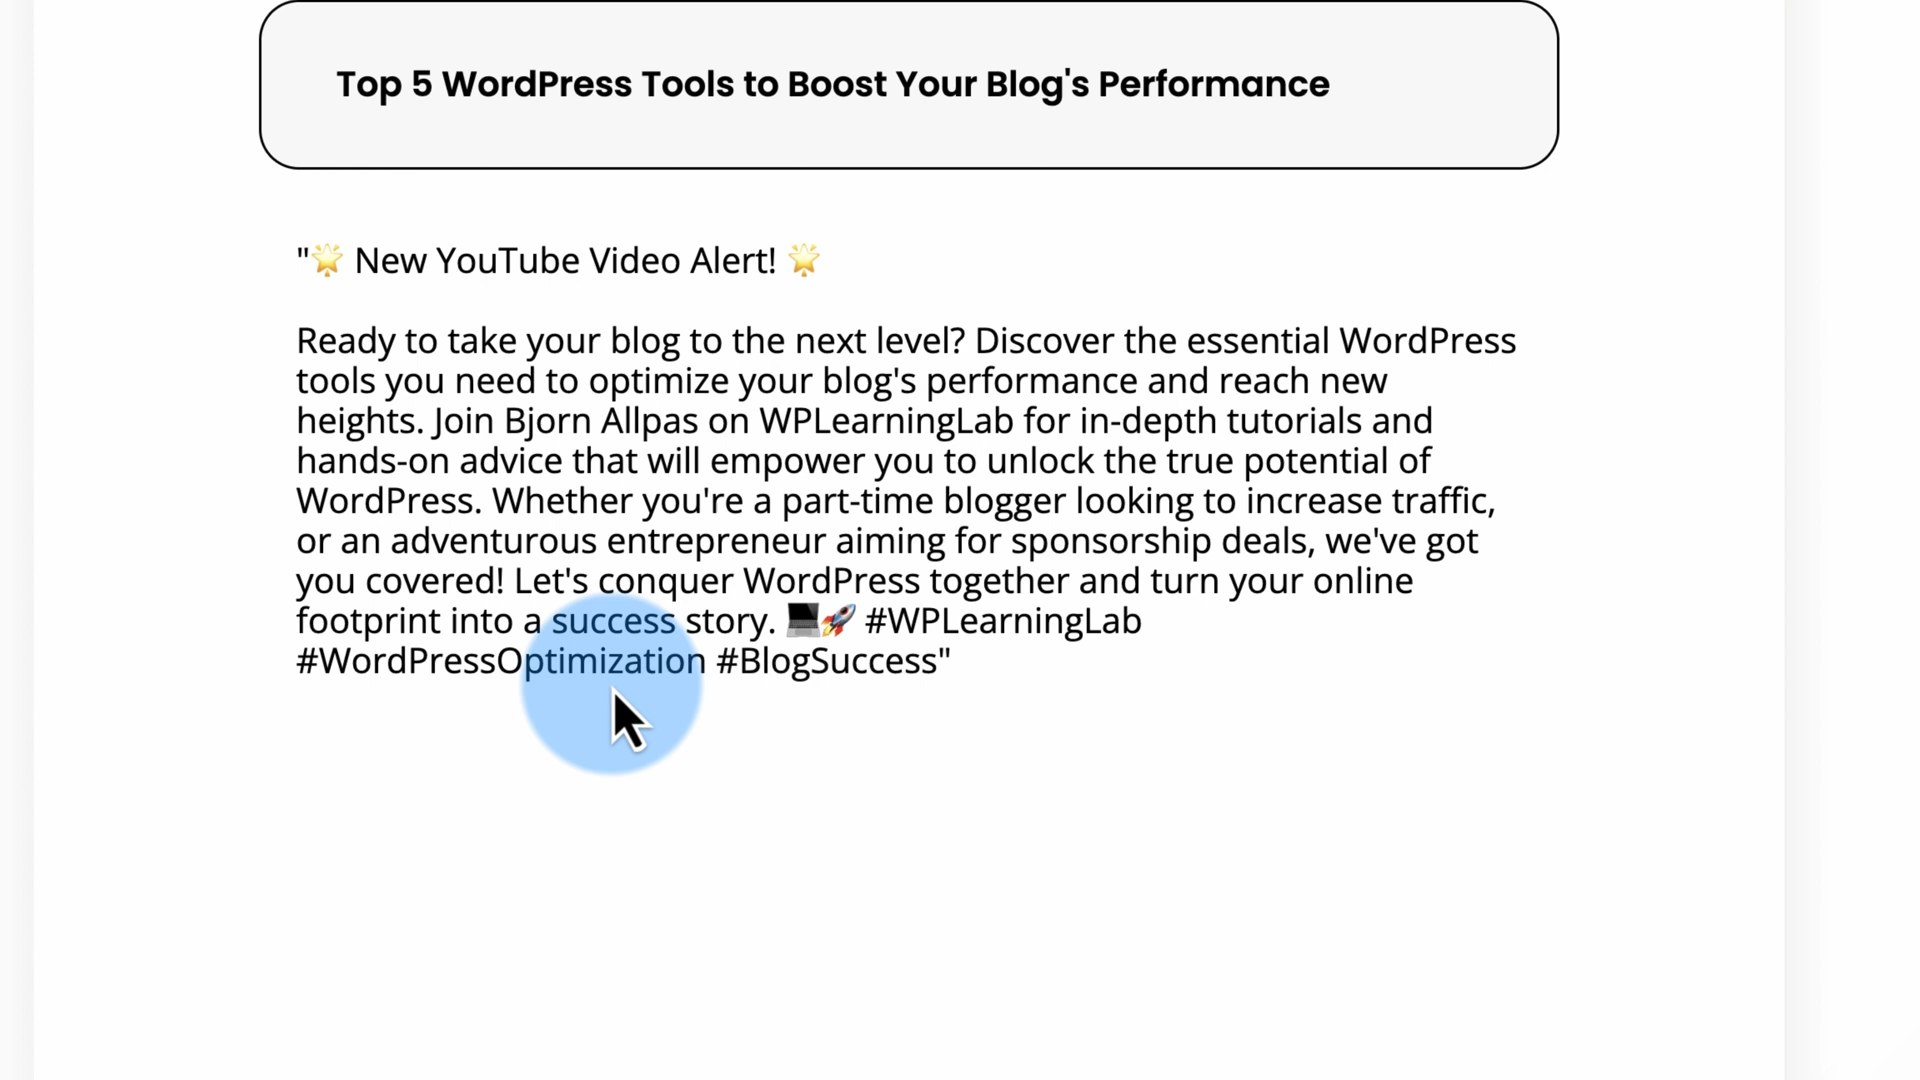 Top 5 WordPress Tools to Boost Your Blog's Performance
"🌟 New YouTube Video Alert! 🌟
Ready to take your blog to the next level? Discover the essential WordPress
tools you need to optimize your blog's performance and reach new
heights. Join Bjorn Allpas on WPLearningLab for in-depth tutorials and
hands-on advice that will empower you to unlock the true potential of
WordPress. Whether you're a part-time blogger looking to increase traffic,
or an adventurous entrepreneur aiming for sponsorship deals, we've got
you covered! Let's conquer WordPress together and turn your online
footprint into a success story. 💻🚀 #WPLearningLab
#WordPressOptimization #BlogSuccess"